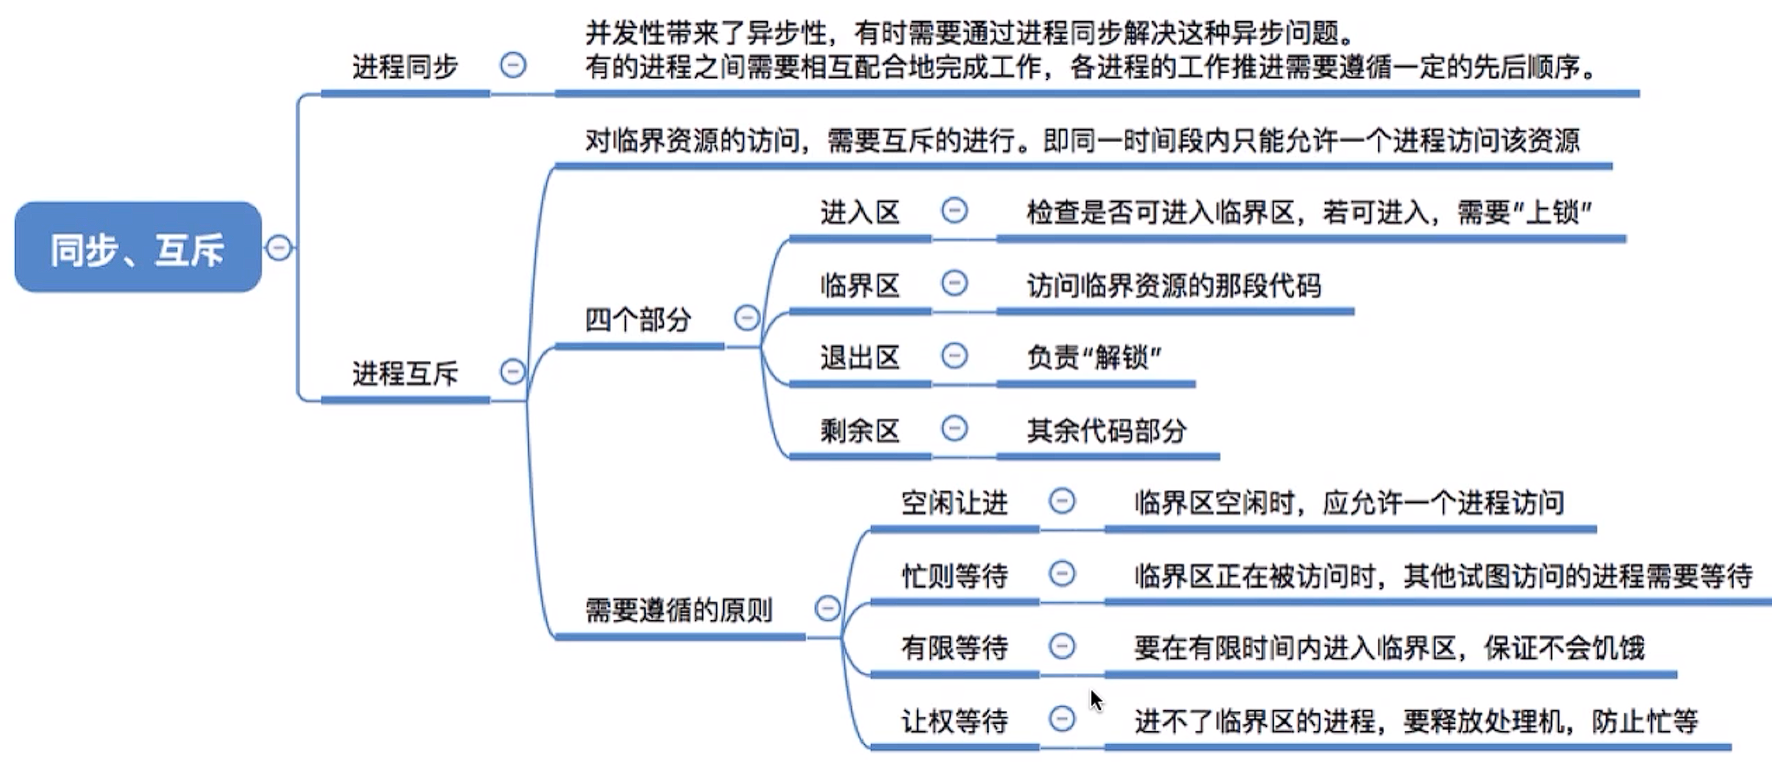 同步、互斥
进程同步
并发性带来了异步性，有时需要通过进程同步解决这种异步问题。
有的进程之间需要相互配合地完成工作，各进程的工作推进需要遵循一定的先后顺序。
进程互斥
对临界资源的访问，需要互斥的进行。即同一时间段内只能允许一个进程访问该资源
四个部分
进入区
检查是否可进入临界区，若可进入，需要“上锁”
临界区
访问临界资源的那段代码
退出区
负责“解锁”
剩余区
其余代码部分
需要遵循的原则
空闲让进
临界区空闲时，应允许一个进程访问
忙则等待
临界区正在被访问时，其他试图访问的进程需要等待
有限等待
要在有限时间内进入临界区，保证不会饥饿
让权等待
进不了临界区的进程，要释放处理机，防止忙等